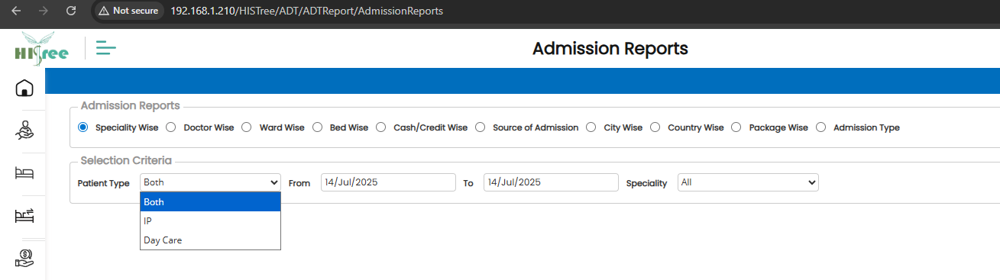 Not secure 192.168.1.210/HISTree/ADT/ADTReport/AdmissionReports
HISTree
Admission Reports
Admission Reports
Speciality Wise Doctor Wise Ward Wise Bed Wise Cash/Credit Wise Source of Admission City Wise Country Wise Package Wise Admission Type
Selection Criteria
Patient Type Both From 14/Jul/2025 To 14/Jul/2025 Speciality All
Both
IP
Day Care